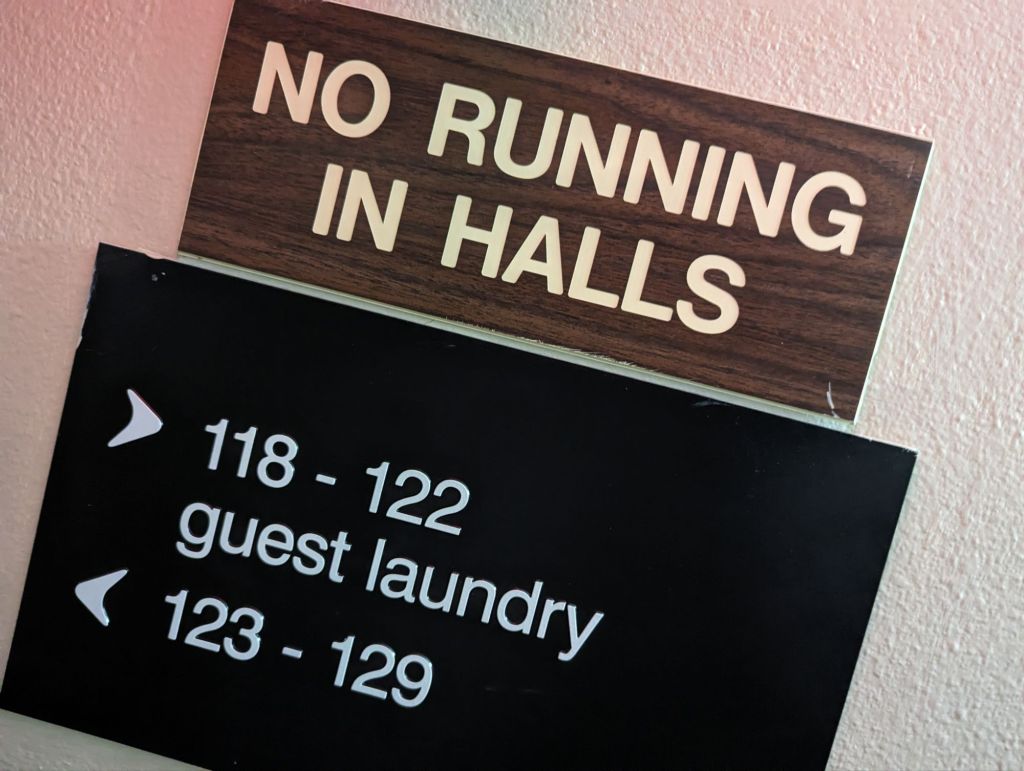 NO RUNNING
IN HALLS
118 - 122
guest laundry
123 - 129